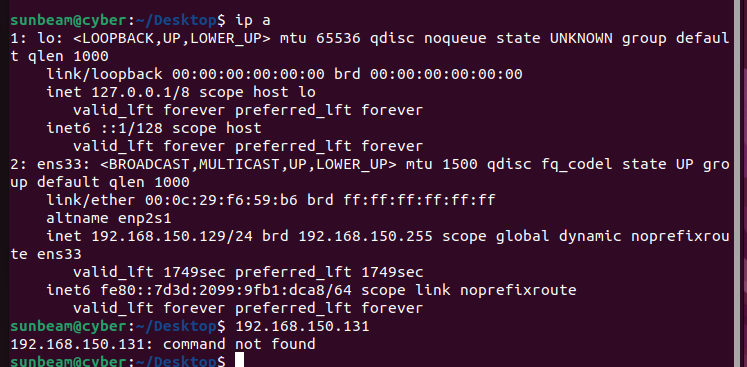 sunbeam@cyber:~/Desktop$ ip a
1: lo: <LOOPBACK,UP,LOWER_UP> mtu 65536 qdisc noqueue state UNKNOWN group defaul
t qlen 1000
    link/loopback 00:00:00:00:00:00 brd 00:00:00:00:00:00
    inet 127.0.0.1/8 scope host lo
       valid_lft forever preferred_lft forever
    inet6 ::1/128 scope host
       valid_lft forever preferred_lft forever
2: ens33: <BROADCAST,MULTICAST,UP,LOWER_UP> mtu 1500 qdisc fq_codel state UP gro
up default qlen 1000
    link/ether 00:0c:29:f6:59:b6 brd ff:ff:ff:ff:ff:ff
    altname enp2s1
    inet 192.168.150.129/24 brd 192.168.150.255 scope global dynamic noprefixrou
te ens33
       valid_lft 1749sec preferred_lft 1749sec
    inet6 fe80::7d3d:2099:9fb1:dca8/64 scope link noprefixroute
       valid_lft forever preferred_lft forever
sunbeam@cyber:~/Desktop$ 192.168.150.131
192.168.150.131: command not found
sunbeam@cyber:~/Desktop$